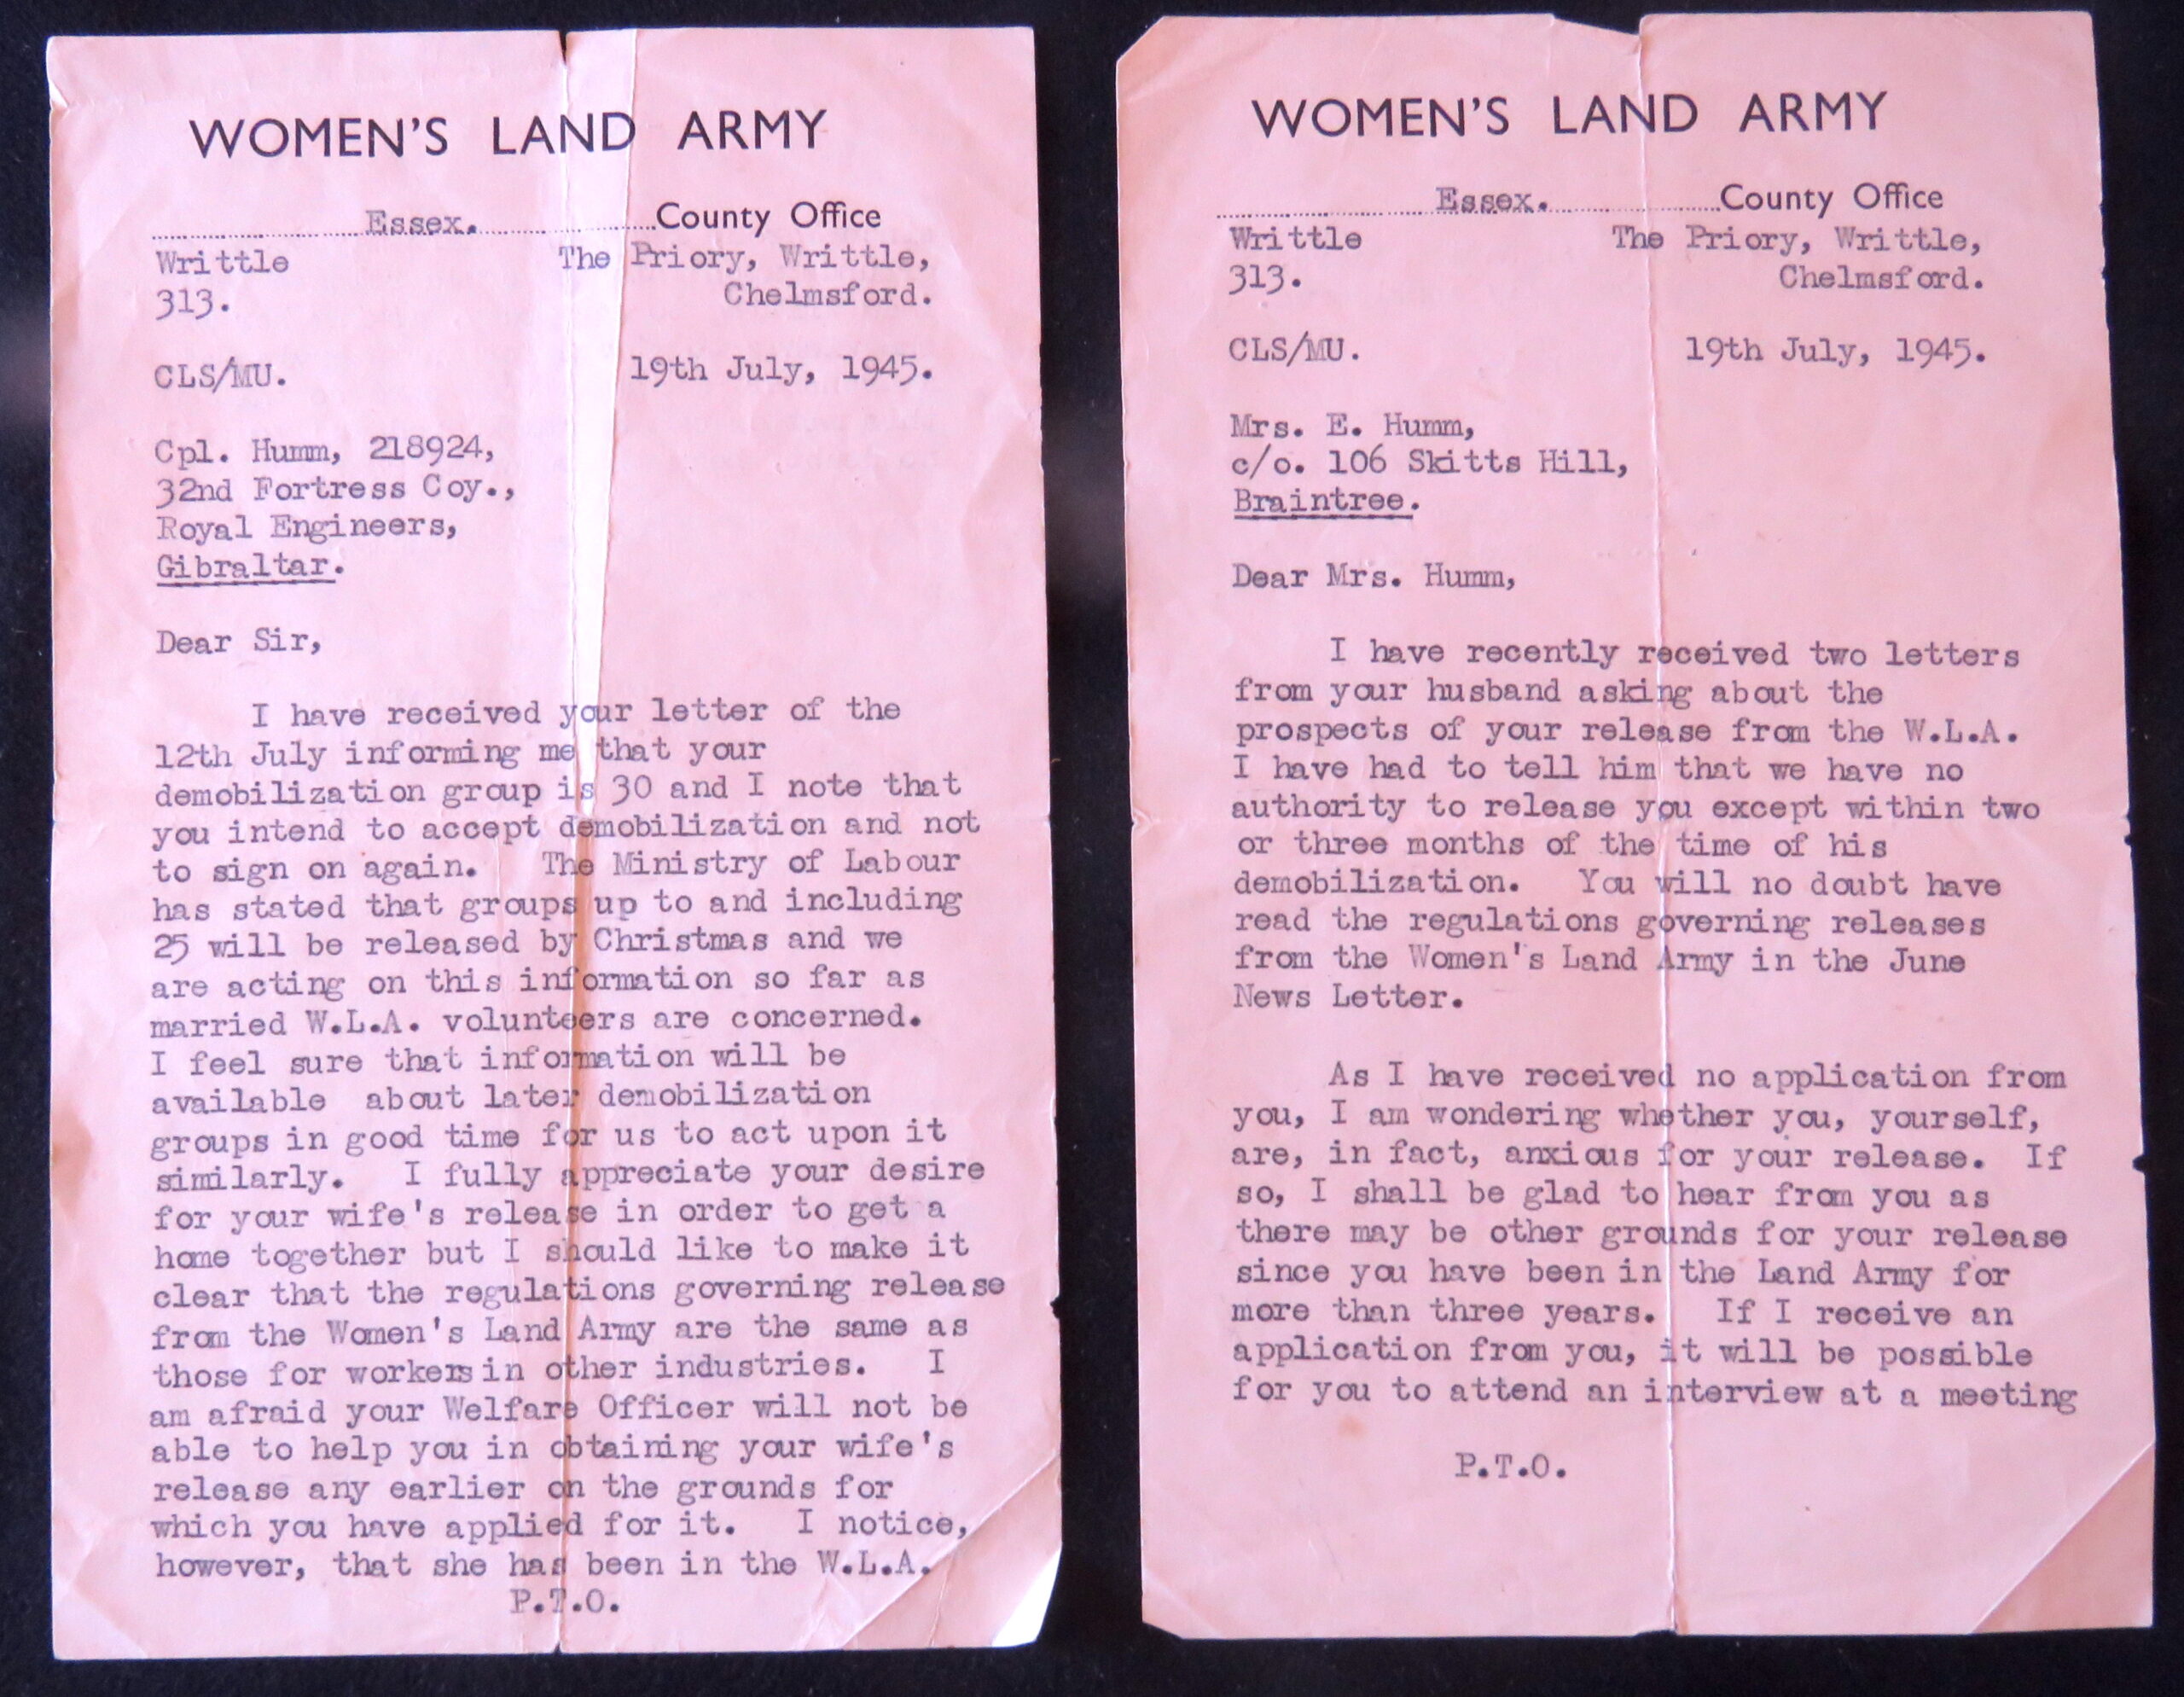 WOMEN'S LAND ARMY
Essex. County Office
Writtle The Priory, Writtle,
313. Chelmsford.
CLS/MU. 19th July, 1945.
Cpl. Humm, 218924,
32nd Fortress Coy.,
Royal Engineers,
Gibraltar.
Dear Sir,
I have received your letter of the
12th July informing me that your
demobilization group is 30 and I note that
you intend to accept demobilization and not
to sign on again. The Ministry of Labour
has stated that groups up to and including
25 will be released by Christmas and we
are acting on this information so far as
married W.L.A. volunteers are concerned.
I feel sure that information will be
available about later demobilization
groups in good time for us to act upon it
similarly. I fully appreciate your desire
for your wife's release in order to get a
home together but I should like to make it
clear that the regulations governing release
from the Women's Land Army are the same as
those for workers in other industries. I
am afraid your Welfare Officer will not be
able to help you in obtaining your wife's
release any earlier on the grounds for
which you have applied for it. I notice,
however, that she has been in the W.L.A.
P.T.O.
WOMEN'S LAND ARMY
Essex. County Office
Writtle The Priory, Writtle,
313. Chelmsford.
CLS/MU. 19th July, 1945.
Mrs. E. Humm,
c/o. 106 Skitts Hill,
Braintree.
Dear Mrs. Humm,
I have recently received two letters
from your husband asking about the
prospects of your release from the W.L.A.
I have had to tell him that we have no
authority to release you except within two
or three months of the time of his
demobilization. You will no doubt have
read the regulations governing releases
from the Women's Land Army in the June
News Letter.
As I have received no application from
you, I am wondering whether you, yourself,
are, in fact, anxious for your release. If
so, I shall be glad to hear from you as
there may be other grounds for your release
since you have been in the Land Army for
more than three years. If I receive an
application from you, it will be possible
for you to attend an interview at a meeting
P.T.O.